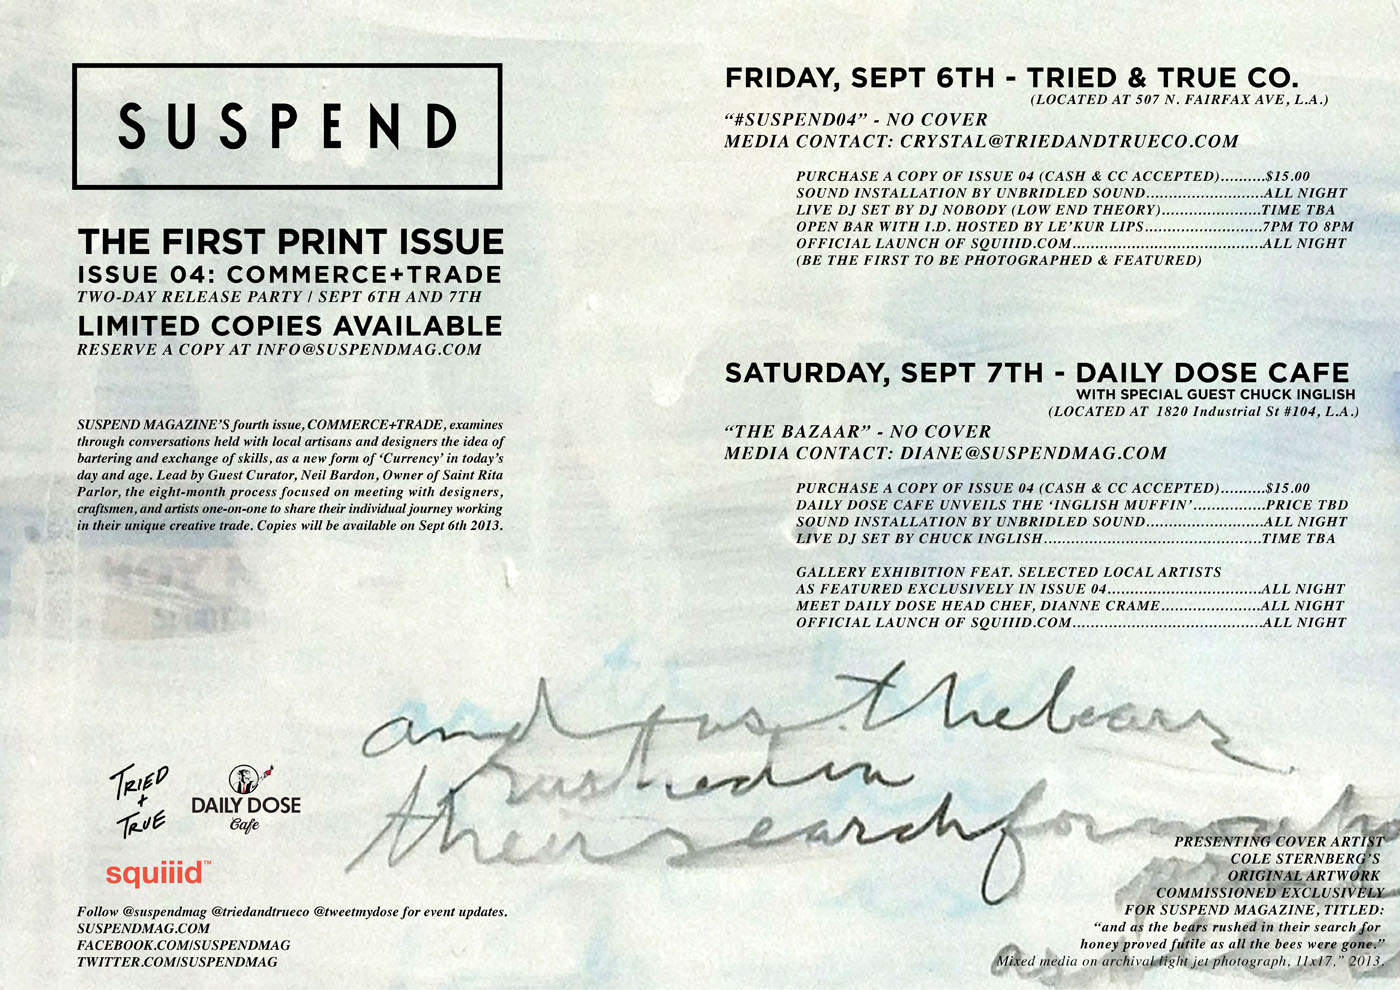 SUSPEND
THE FIRST PRINT ISSUE
ISSUE 04: COMMERCE+TRADE
TWO-DAY RELEASE PARTY / SEPT 6TH AND 7TH
LIMITED COPIES AVAILABLE
RESERVE A COPY AT INFO@SUSPENDMAG.COM
SUSPEND MAGAZINE'S fourth issue, COMMERCE+TRADE, examines
through conversations held with local artisans and designers the idea of
bartering and exchange of skills, as a new form of 'Currency' in today's
day and age. Lead by Guest Curator, Neil Bardon, Owner of Saint Rita
Parlor, the eight-month process focused on meeting with designers,
craftsmen, and artists one-on-one to share their individual journey working
in their unique creative trade. Copies will be available on Sept 6th 2013.
FRIDAY, SEPT 6TH - TRIED & TRUE CO.
(LOCATED AT 507 N. FAIRFAX AVE, L.A.)
"#SUSPEND04" - NO COVER
MEDIA CONTACT: CRYSTAL@TRIEDANDTRUECO.COM
PURCHASE A COPY OF ISSUE 04 (CASH & CC ACCEPTED)..........$15.00
SOUND INSTALLATION BY UNBRIDLED SOUND..........................ALL NIGHT
LIVE DJ SET BY DJ NOBODY (LOW END THEORY)......................TIME TBA
OPEN BAR WITH I.D. HOSTED BY LE'KUR LIPS..........................7PM TO 8PM
OFFICIAL LAUNCH OF SQUIIID.COM..........................................ALL NIGHT
(BE THE FIRST TO BE PHOTOGRAPHED & FEATURED)
SATURDAY, SEPT 7TH - DAILY DOSE CAFE
WITH SPECIAL GUEST CHUCK INGLISH
(LOCATED AT 1820 Industrial St #104, L.A.)
"THE BAZAAR" - NO COVER
MEDIA CONTACT: DIANE@SUSPENDMAG.COM
PURCHASE A COPY OF ISSUE 04 (CASH & CC ACCEPTED)..........$15.00
DAILY DOSE CAFE UNVEILS THE 'INGLISH MUFFIN'................PRICE TBD
SOUND INSTALLATION BY UNBRIDLED SOUND..........................ALL NIGHT
LIVE DJ SET BY CHUCK INGLISH................................................TIME TBA
GALLERY EXHIBITION FEAT. SELECTED LOCAL ARTISTS
AS FEATURED EXCLUSIVELY IN ISSUE 04..................................ALL NIGHT
MEET DAILY DOSE HEAD CHEF, DIANNE CRAME......................ALL NIGHT
OFFICIAL LAUNCH OF SQUIIID.COM..........................................ALL NIGHT
and as the bears
rushed in
their search for
TRIED
+
TRUE
DAILY DOSE
Cafe
squiiid™
Follow @suspendmag @triedandtrueco @tweetmydose for event updates.
SUSPENDMAG.COM
FACEBOOK.COM/SUSPENDMAG
TWITTER.COM/SUSPENDMAG
PRESENTING COVER ARTIST
COLE STERNBERG'S
ORIGINAL ARTWORK
COMMISSIONED EXCLUSIVELY
FOR SUSPEND MAGAZINE, TITLED:
"and as the bears rushed in their search for
honey proved futile as all the bees were gone."
Mixed media on archival light jet photograph, 11x17," 2013.